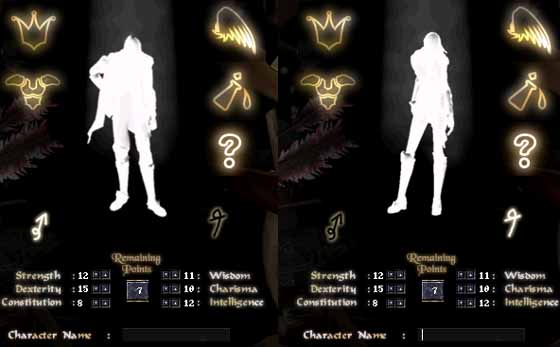 ?
?
Remaining
Points
Strength : 12
11 : Wisdom
Dexterity : 15
7
10 : Charisma
Constitution : 8
12 : Intelligence
Character Name :
Remaining
Points
Strength : 12
11 : Wisdom
Dexterity : 15
7
10 : Charisma
Constitution : 8
12 : Intelligence
Character Name :